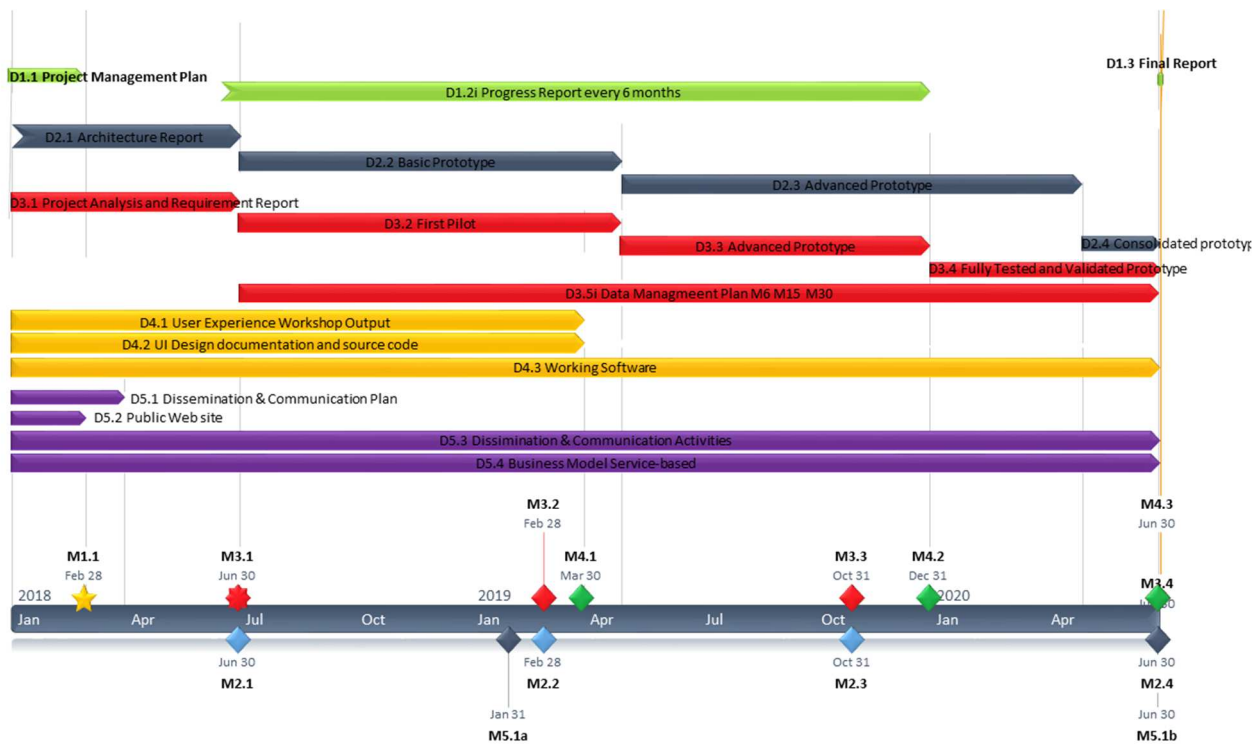 D1.1 Project Management Plan
D1.3 Final Report
D1.2i Progress Report every 6 months
D2.1 Architecture Report
D2.2 Basic Prototype
D2.3 Advanced Prototype
D3.1 Project Analysis and Requirement Report
D3.2 First Pilot
D3.3 Advanced Prototype
D2.4 Consolidated prototyp
D3.4 Fully Tested and Validated Prototype
D3.5i Data Managmeent Plan M6 M15 M30
D4.1 User Experience Workshop Output
D4.2 UI Design documentation and source code
D4.3 Working Software
D5.1 Dissemination & Communication Plan
D5.2 Public Web site
D5.3 Dissimination & Communication Activities
D5.4 Business Model Service-based
M3.2
M4.3
Feb 28
Jun 30
M1.1
M3.1
M4.1
M3.3
M4.2
Feb 28
Jun 30
Mar 30
Oct 31
Dec 31
M3.4
2018
2019
2020
Jun 30
Jan
Apr
Jul
Oct
Jan
Apr
Jul
Oct
Jan
Apr
Jun 30
Feb 28
Oct 31
Jun 30
M2.1
M2.2
M2.3
M2.4
Jan 31
Jun 30
M5.1a
M5.1b